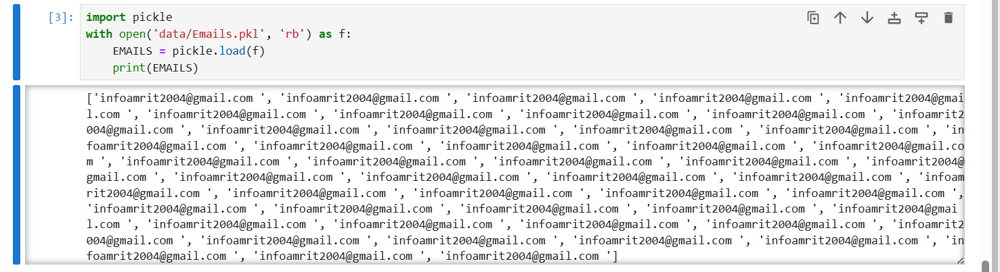 [3]: import pickle
with open('data/Emails.pkl', 'rb') as f:
    EMAILS = pickle.load(f)
    print(EMAILS)
['infoamrit2004@gmail.com ', 'infoamrit2004@gmail.com ', 'infoamrit2004@gmail.com ', 'infoamrit2004@gmail.com ', 'infoamrit2004@gmai
l.com ', 'infoamrit2004@gmail.com ', 'infoamrit2004@gmail.com ', 'infoamrit2004@gmail.com ', 'infoamrit2004@gmail.com ', 'infoamrit2
004@gmail.com ', 'infoamrit2004@gmail.com ', 'infoamrit2004@gmail.com ', 'infoamrit2004@gmail.com ', 'infoamrit2004@gmail.com ', 'in
foamrit2004@gmail.com ', 'infoamrit2004@gmail.com ', 'infoamrit2004@gmail.com ', 'infoamrit2004@gmail.com ', 'infoamrit2004@gmail.co
m ', 'infoamrit2004@gmail.com ', 'infoamrit2004@gmail.com ', 'infoamrit2004@gmail.com ', 'infoamrit2004@gmail.com ', 'infoamrit2004@
gmail.com ', 'infoamrit2004@gmail.com ', 'infoamrit2004@gmail.com ', 'infoamrit2004@gmail.com ', 'infoamrit2004@gmail.com ', 'infoam
rit2004@gmail.com ', 'infoamrit2004@gmail.com ', 'infoamrit2004@gmail.com ', 'infoamrit2004@gmail.com ', 'infoamrit2004@gmail.com ',
'infoamrit2004@gmail.com ', 'infoamrit2004@gmail.com ', 'infoamrit2004@gmail.com ', 'infoamrit2004@gmail.com ', 'infoamrit2004@gmai
l.com ', 'infoamrit2004@gmail.com ', 'infoamrit2004@gmail.com ', 'infoamrit2004@gmail.com ', 'infoamrit2004@gmail.com ', 'infoamrit2
004@gmail.com ', 'infoamrit2004@gmail.com ', 'infoamrit2004@gmail.com ', 'infoamrit2004@gmail.com ', 'infoamrit2004@gmail.com ', 'in
foamrit2004@gmail.com ', 'infoamrit2004@gmail.com ', 'infoamrit2004@gmail.com ']